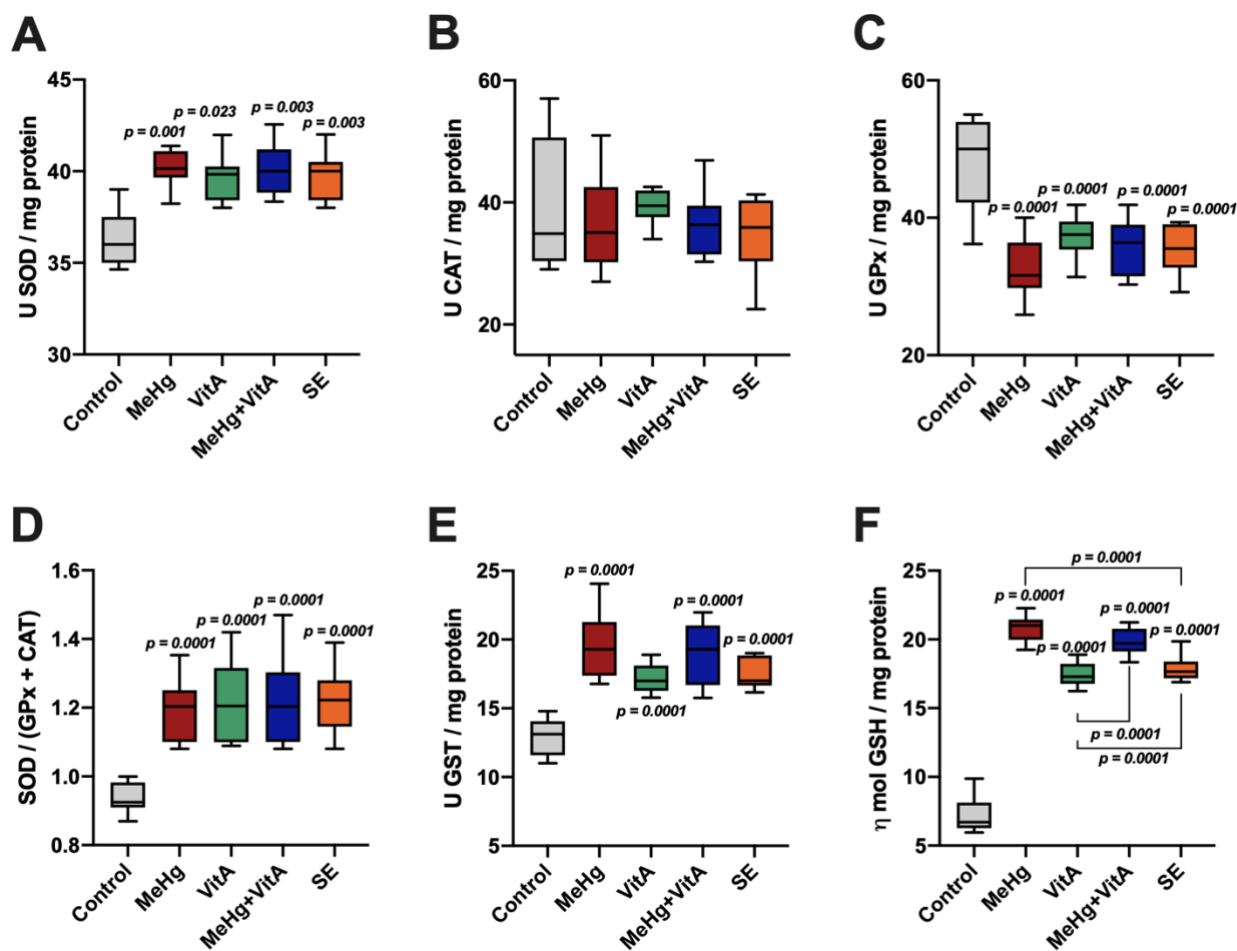 A
U SOD / mg protein
45
40
35
30
p = 0.001
p = 0.023
p = 0.003
p = 0.003
Control
MeHg
VitA
MeHg+VitA
SE
B
U CAT / mg protein
60
40
20
Control
MeHg
VitA
MeHg+VitA
SE
C
U GPx / mg protein
60
40
20
p = 0.0001
p = 0.0001
p = 0.0001
p = 0.0001
Control
MeHg
VitA
MeHg+VitA
SE
D
SOD / (GPx + CAT)
1.6
1.4
1.2
1.0
0.8
p = 0.0001
p = 0.0001
p = 0.0001
p = 0.0001
Control
MeHg
VitA
MeHg+VitA
SE
E
U GST / mg protein
25
20
15
10
5
p = 0.0001
p = 0.0001
p = 0.0001
p = 0.0001
Control
MeHg
VitA
MeHg+VitA
SE
F
η mol GSH / mg protein
25
20
15
10
5
p = 0.0001
p = 0.0001
p = 0.0001
p = 0.0001
p = 0.0001
p = 0.0001
p = 0.0001
Control
MeHg
VitA
MeHg+VitA
SE